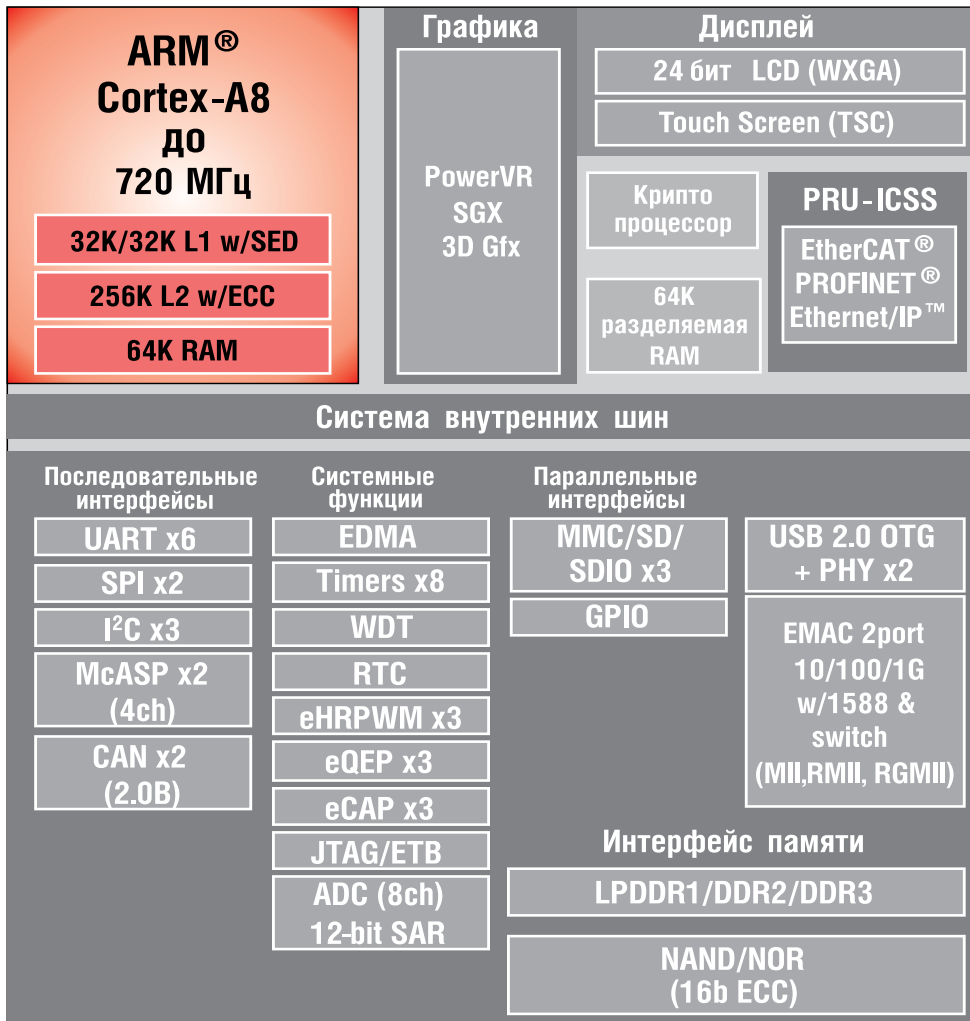 ARM®
Cortex-A8
до
720 МГц
32K/32K L1 w/SED
256K L2 w/ECC
64K RAM
Графика
PowerVR
SGX
3D Gfx
Дисплей
24 бит LCD (WXGA)
Touch Screen (TSC)
Крипто
процессор
64K
разделяемая
RAM
PRU-ICSS
EtherCAT®
PROFINET®
Ethernet/IP™
Система внутренних шин
Последовательные
интерфейсы
UART x6
SPI x2
I²C x3
McASP x2
(4ch)
CAN x2
(2.0B)
Системные
функции
EDMA
Timers x8
WDT
RTC
eHRPWM x3
eQEP x3
eCAP x3
JTAG/ETB
ADC (8ch)
12-bit SAR
Параллельные
интерфейсы
MMC/SD/
SDIO x3
GPIO
USB 2.0 OTG
+ PHY x2
EMAC 2port
10/100/1G
w/1588 &
switch
(MII,RMII, RGMII)
Интерфейс памяти
LPDDR1/DDR2/DDR3
NAND/NOR
(16b ECC)